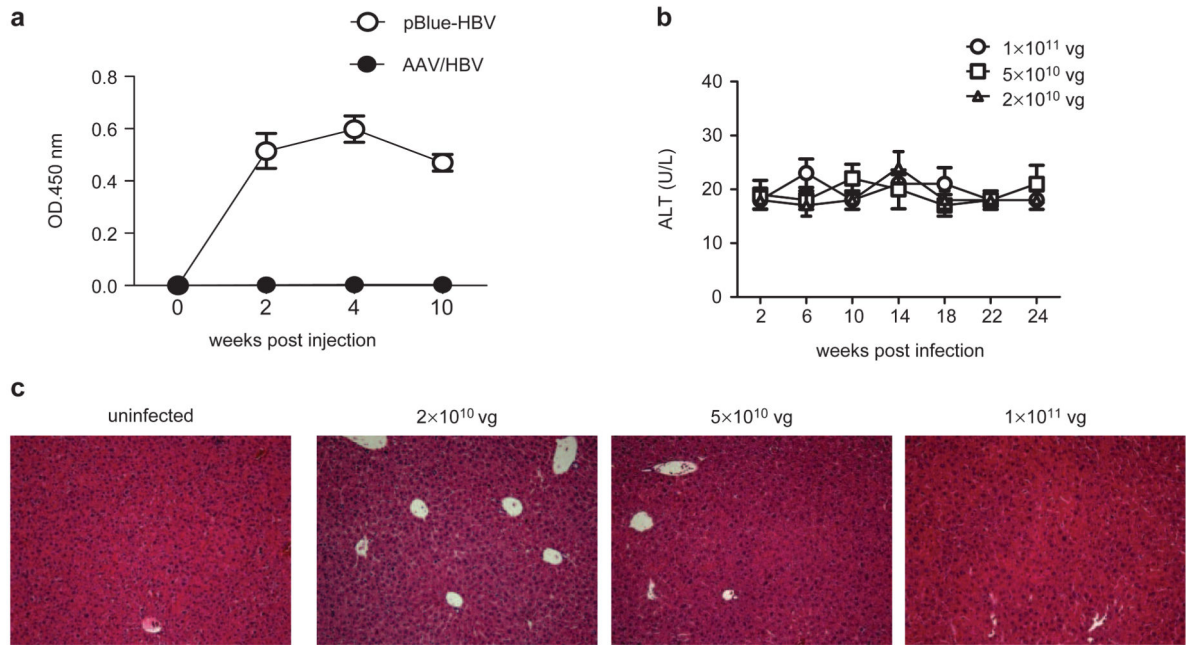 a
pBlue-HBV
AAV/HBV
0.8
0.6
0.4
0.2
0.0
OD.450 nm
0 2 4 10
weeks post injection
b
1×10¹¹ vg
5×10¹⁰ vg
2×10¹⁰ vg
40
30
20
10
0
ALT (U/L)
2 6 10 14 18 22 24
weeks post infection
c
uninfected 2×10¹⁰ vg 5×10¹⁰ vg 1×10¹¹ vg